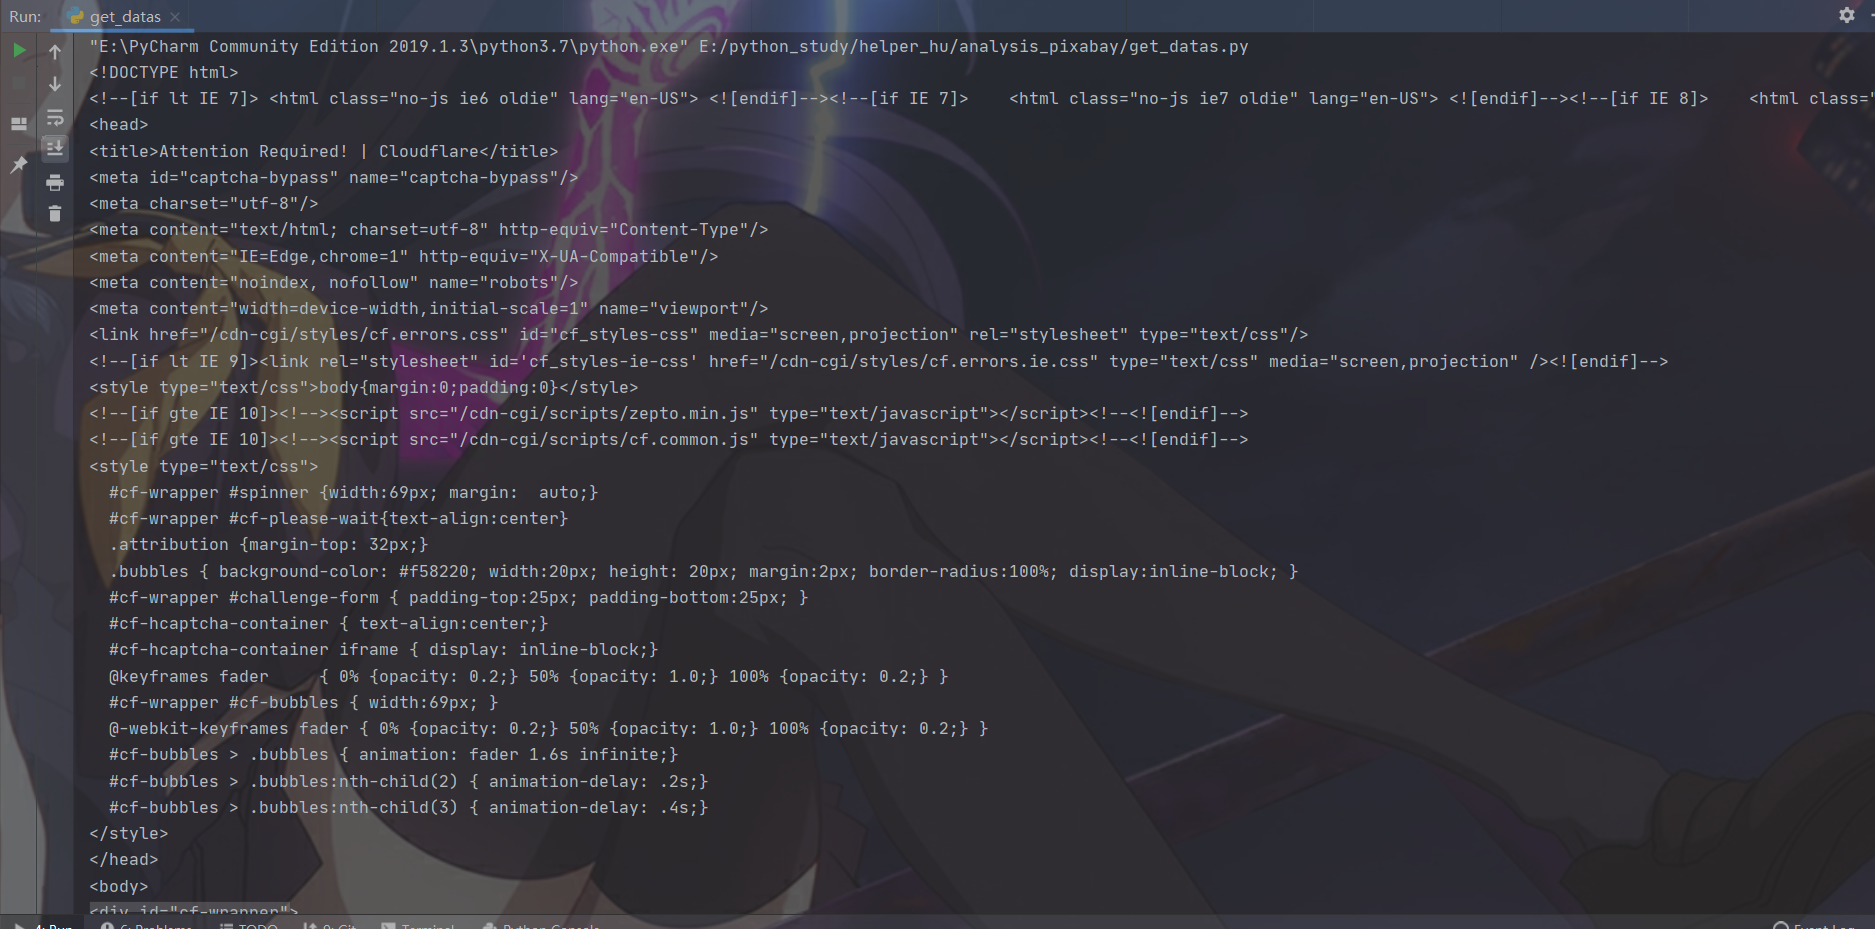 Run: get_datas
"E:\PyCharm Community Edition 2019.1.3\python3.7\python.exe" E:/python_study/helper_hu/analysis_pixabay/get_datas.py
<!DOCTYPE html>
<!--[if lt IE 7]> <html class="no-js ie6 oldie" lang="en-US"> <![endif]--><!--[if IE 7]>    <html class="no-js ie7 oldie" lang="en-US"> <![endif]--><!--[if IE 8]>    <html class="
<head>
<title>Attention Required! | Cloudflare</title>
<meta id="captcha-bypass" name="captcha-bypass"/>
<meta charset="utf-8"/>
<meta content="text/html; charset=utf-8" http-equiv="Content-Type"/>
<meta content="IE=Edge,chrome=1" http-equiv="X-UA-Compatible"/>
<meta content="noindex, nofollow" name="robots"/>
<meta content="width=device-width,initial-scale=1" name="viewport"/>
<link href="/cdn-cgi/styles/cf.errors.css" id="cf_styles-css" media="screen,projection" rel="stylesheet" type="text/css"/>
<!--[if lt IE 9]><link rel="stylesheet" id='cf_styles-ie-css' href="/cdn-cgi/styles/cf.errors.ie.css" type="text/css" media="screen,projection" /><![endif]-->
<style type="text/css">body{margin:0;padding:0}</style>
<!--[if gte IE 10]><!--><script src="/cdn-cgi/scripts/zepto.min.js" type="text/javascript"></script><!--<![endif]-->
<!--[if gte IE 10]><!--><script src="/cdn-cgi/scripts/cf.common.js" type="text/javascript"></script><!--<![endif]-->
<style type="text/css">
  #cf-wrapper #spinner {width:69px; margin:  auto;}
  #cf-wrapper #cf-please-wait{text-align:center}
  .attribution {margin-top: 32px;}
  .bubbles { background-color: #f58220; width:20px; height: 20px; margin:2px; border-radius:100%; display:inline-block; }
  #cf-wrapper #challenge-form { padding-top:25px; padding-bottom:25px; }
  #cf-hcaptcha-container { text-align:center;}
  #cf-hcaptcha-container iframe { display: inline-block;}
  @keyframes fader     { 0% {opacity: 0.2;} 50% {opacity: 1.0;} 100% {opacity: 0.2;} }
  #cf-wrapper #cf-bubbles { width:69px; }
  @-webkit-keyframes fader { 0% {opacity: 0.2;} 50% {opacity: 1.0;} 100% {opacity: 0.2;} }
  #cf-bubbles > .bubbles { animation: fader 1.6s infinite;}
  #cf-bubbles > .bubbles:nth-child(2) { animation-delay: .2s;}
  #cf-bubbles > .bubbles:nth-child(3) { animation-delay: .4s;}
</style>
</head>
<body>
<div id="cf-wrapper">
4: Run 6: Problems TODO 9: Git Terminal Python Console Event Log